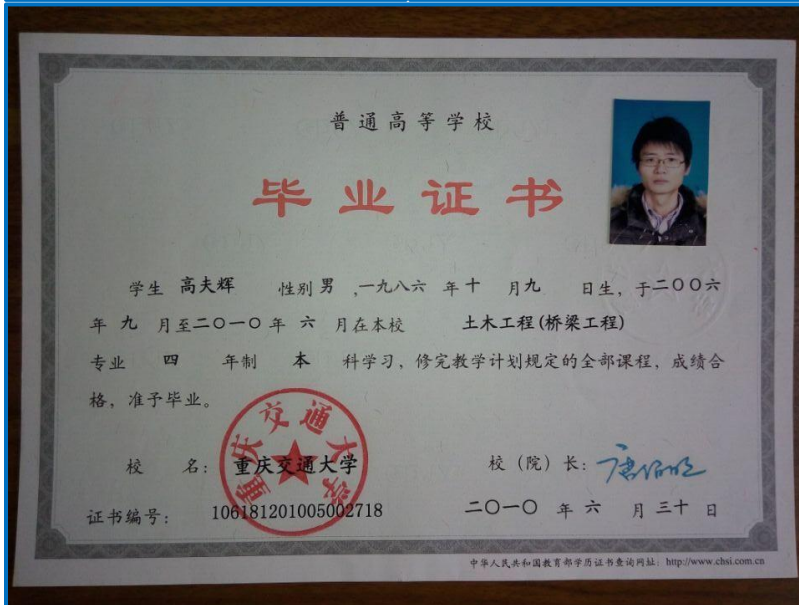 普通高等学校
毕业证书
学生 高夫辉 性别 男 ,一九八六 年 十 月 九 日生, 于二〇〇六
年 九 月至二〇一〇年 六 月在本校 土木工程(桥梁工程)
专业 四 年制 本 科学习, 修完教学计划规定的全部课程, 成绩合
格, 准予毕业。
重庆交通大学
校 名: 重庆交通大学 校(院)长:
证书编号: 106181201005002718 二〇一〇 年 六 月 三十 日
中华人民共和国教育部学历证书查询网址: http://www.chsi.com.cn